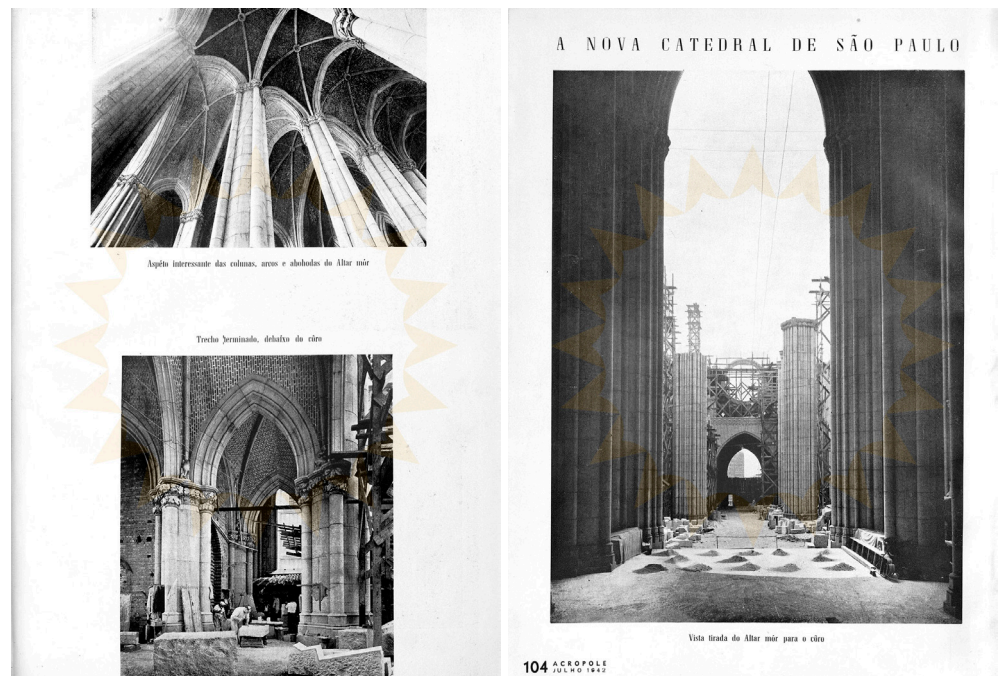 Aspéto interessante das colunas, arcos e abobodas do Altar mór
Trecho terminado, debaixo do côro
A NOVA CATEDRAL DE SÃO PAULO
Vista tirada do Altar mór para o côro
104 ACROPOLE
JULHO 1942